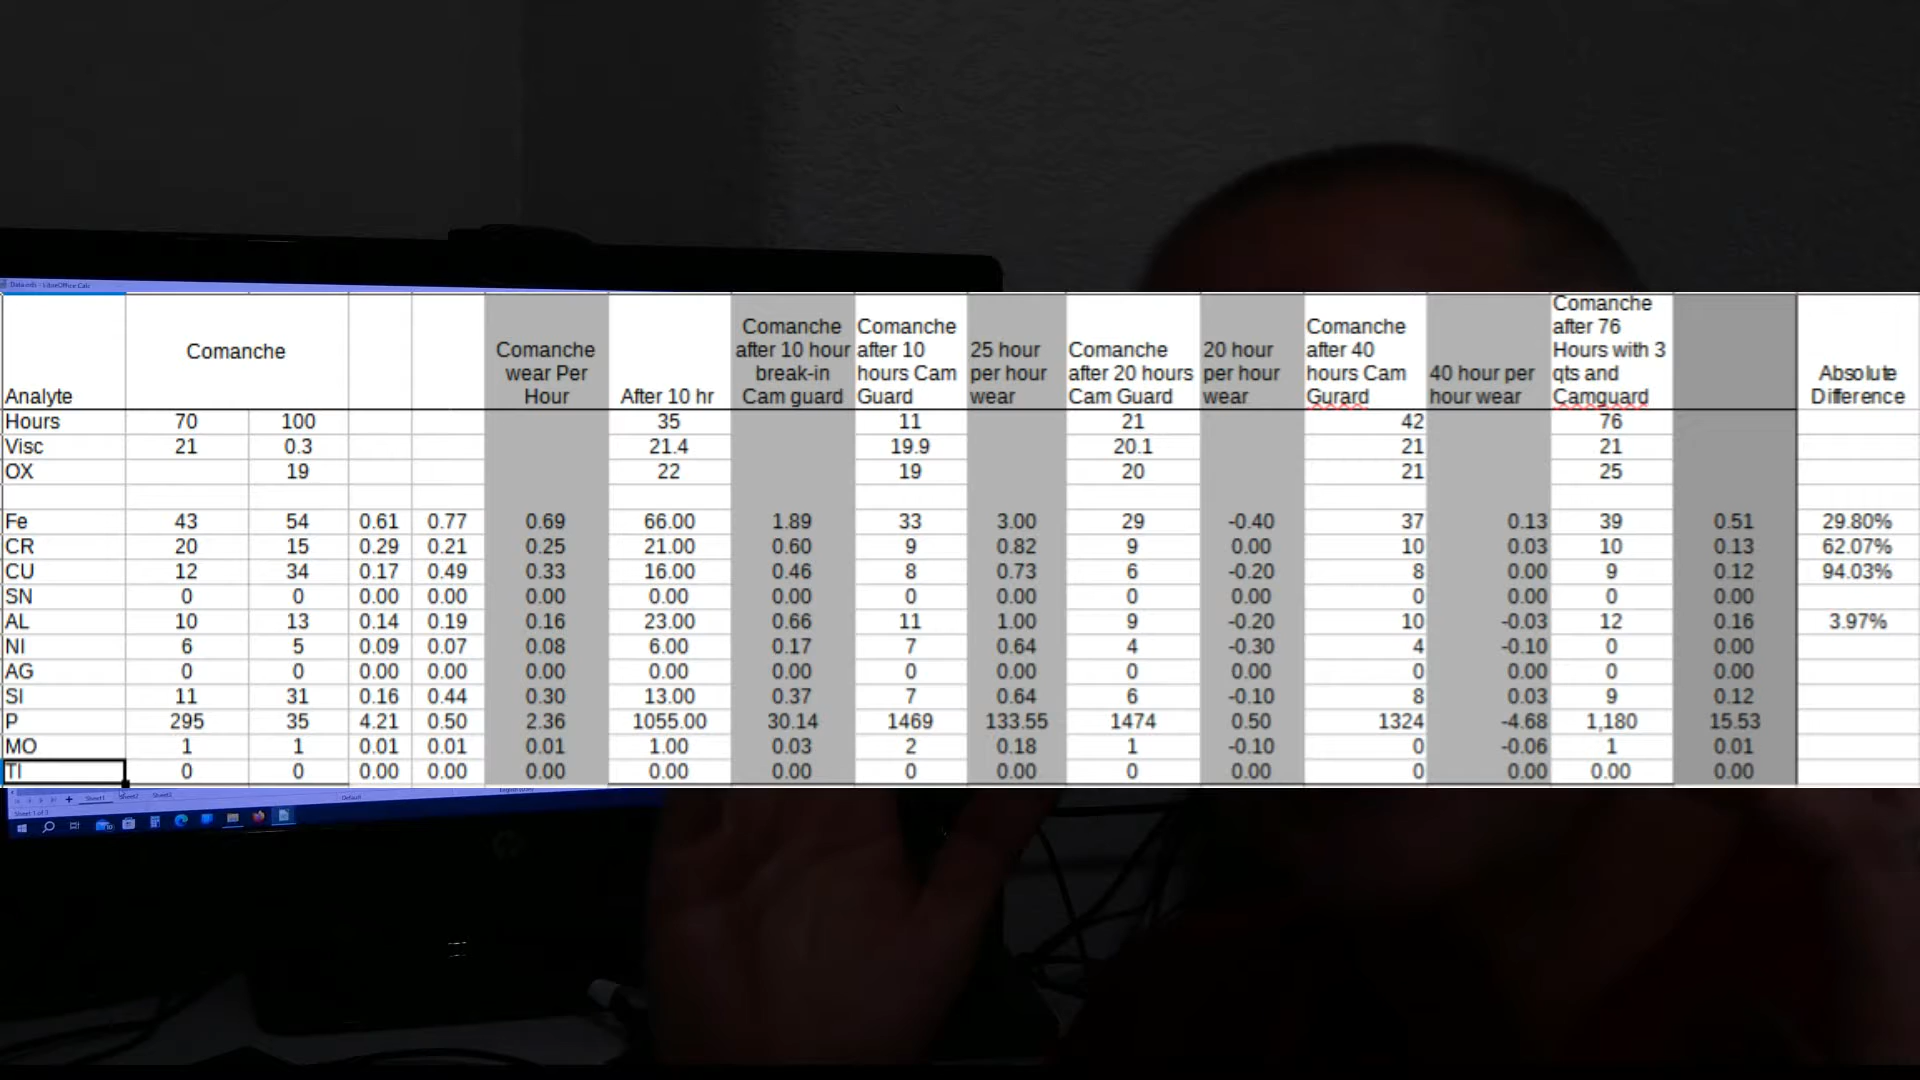 Data.ods - LibreOffice Calc
Analyte Comanche Comanche wear Per Hour After 10 hr Comanche after 10 hour break-in Cam guard Comanche after 10 hours Cam Guard 25 hour per hour wear Comanche after 20 hours Cam Guard 20 hour per hour wear Comanche after 40 hours Cam Gurard 40 hour per hour wear Comanche after 76 Hours with 3 qts and Camguard Absolute Difference
Hours 70 100 35 11 21 42 76
Visc 21 0.3 21.4 19.9 20.1 21 21
OX 19 22 19 20 21 25
Fe 43 54 0.61 0.77 0.69 66.00 1.89 33 3.00 29 -0.40 37 0.13 39 0.51 29.80%
CR 20 15 0.29 0.21 0.25 21.00 0.60 9 0.82 9 0.00 10 0.03 10 0.13 62.07%
CU 12 34 0.17 0.49 0.33 16.00 0.46 8 0.73 6 -0.20 8 0.00 9 0.12 94.03%
SN 0 0 0.00 0.00 0.00 0.00 0.00 0 0.00 0 0.00 0 0.00 0 0.00
AL 10 13 0.14 0.19 0.16 23.00 0.66 11 1.00 9 -0.20 10 -0.03 12 0.16 3.97%
NI 6 5 0.09 0.07 0.08 6.00 0.17 7 0.64 4 -0.30 4 -0.10 0 0.00
AG 0 0 0.00 0.00 0.00 0.00 0.00 0 0.00 0 0.00 0 0.00 0 0.00
SI 11 31 0.16 0.44 0.30 13.00 0.37 7 0.64 6 -0.10 8 0.03 9 0.12
P 295 35 4.21 0.50 2.36 1055.00 30.14 1469 133.55 1474 0.50 1324 -4.68 1,180 15.53
MO 1 1 0.01 0.01 0.01 1.00 0.03 2 0.18 1 -0.10 0 -0.06 1 0.01
TI 0 0 0.00 0.00 0.00 0.00 0.00 0 0.00 0 0.00 0 0.00 0.00 0.00
Sheet1 Sheet2 Sheet3 Default
Sheet 1 of 3